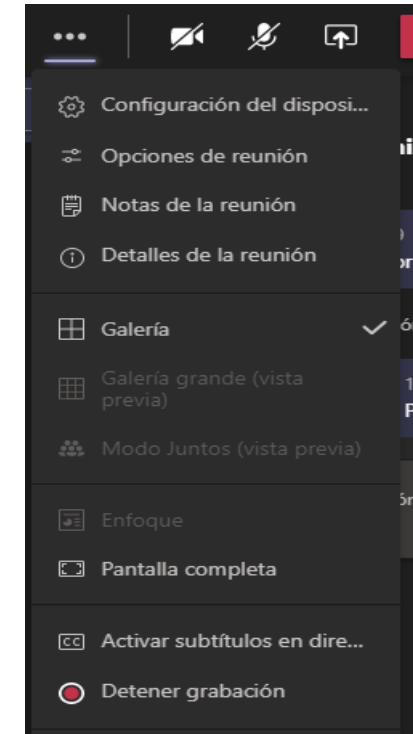 Configuración del disposi...
Opciones de reunión
Notas de la reunión
Detalles de la reunión
Galería
Galería grande (vista
previa)
Modo Juntos (vista previa)
Enfoque
Pantalla completa
CC Activar subtítulos en dire...
Detener grabación